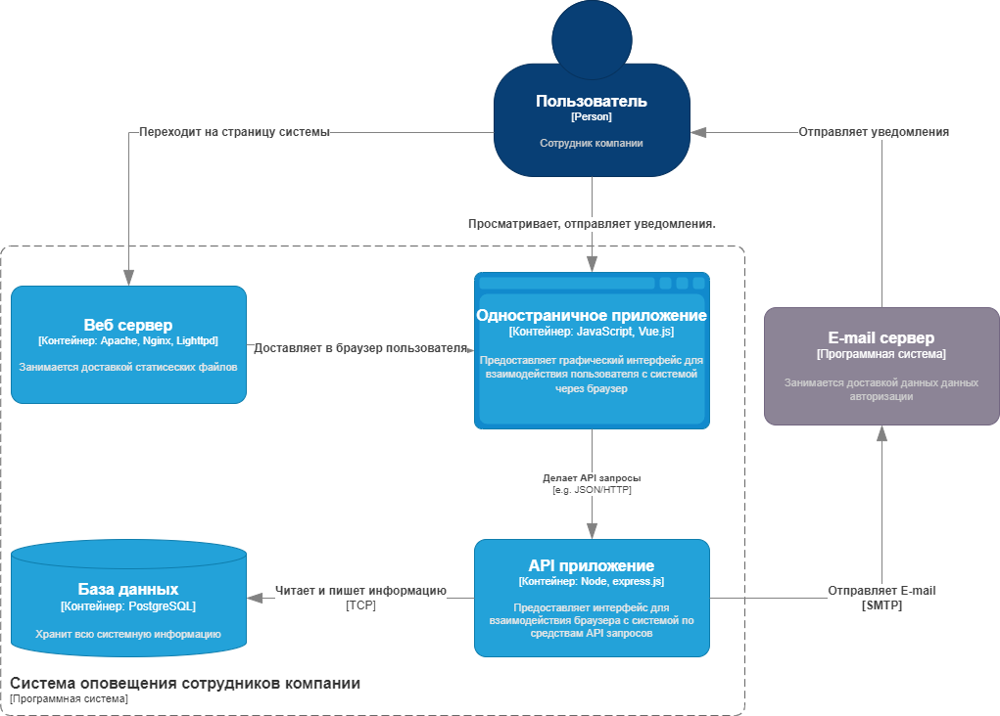 Пользователь
[Person]
Сотрудник компании
Переходит на страницу системы
Отправляет уведомления
Просматривает, отправляет уведомления.
Веб сервер
[Контейнер: Apache, Nginx, Lighttpd]
Занимается доставкой статисеских файлов
Доставляет в браузер пользователя
Одностраничное приложение
[Контейнер: JavaScript, Vue.js]
Предоставляет графический интерфейс для
взаимодействия пользователя с системой
через браузер
E-mail сервер
[Программная система]
Занимается доставкой данных данных
авторизации
Делает API запросы
[e.g. JSON/HTTP]
База данных
[Контейнер: PostgreSQL]
Хранит всю системную информацию
Читает и пишет информацию
[TCP]
API приложение
[Контейнер: Node, express.js]
Предоставляет интерфейс для
взаимодействия браузера с системой по
средствам API запросов
Отправляет E-mail
[SMTP]
Система оповещения сотрудников компании
[Программная система]